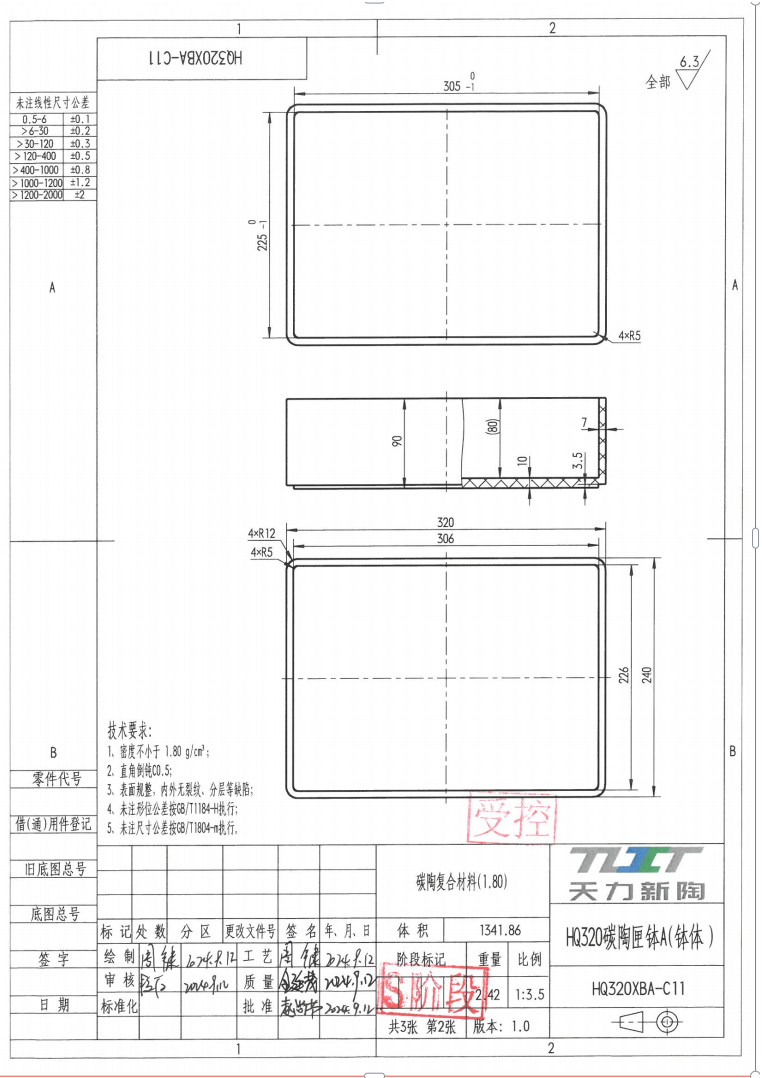 1
2
HQ320XBA-C11
6.3
全部
未注线性尺寸公差
0.5-6 ±0.1
>6-30 ±0.2
>30-120 ±0.3
>120-400 ±0.5
>400-1000 ±0.8
>1000-1200 ±1.2
>1200-2000 ±2
305 0 -1
225 0 -1
4×R5
A
A
90
(80)
10
3.5
7
320
306
4×R12
4×R5
226
240
B
B
技术要求:
1、密度不小于 1.80 g/cm³;
2、直角倒钝C0.5;
3、表面规整, 内外无裂纹、分层等缺陷;
4、未注形位公差按GB/T1184-H执行;
5、未注尺寸公差按GB/T1804-m执行.
受控
零件代号
借(通)用件登记
旧底图总号
底图总号
签字
日期
碳陶复合材料(1.80)
TLXT
天力新陶
标记 处数 分区 更改文件号 签名 年、月、日
体积 1341.86
HQ320碳陶匣钵A(钵体)
绘制 2024.9.12 工艺 2024.9.12
阶段标记 重量 比例
审核 2024.9.12 质量 2024.9.12
S阶段
2.42 1:3.5
HQ320XBA-C11
标准化 批准 2024.9.12
共3张 第2张 版本: 1.0
1
2